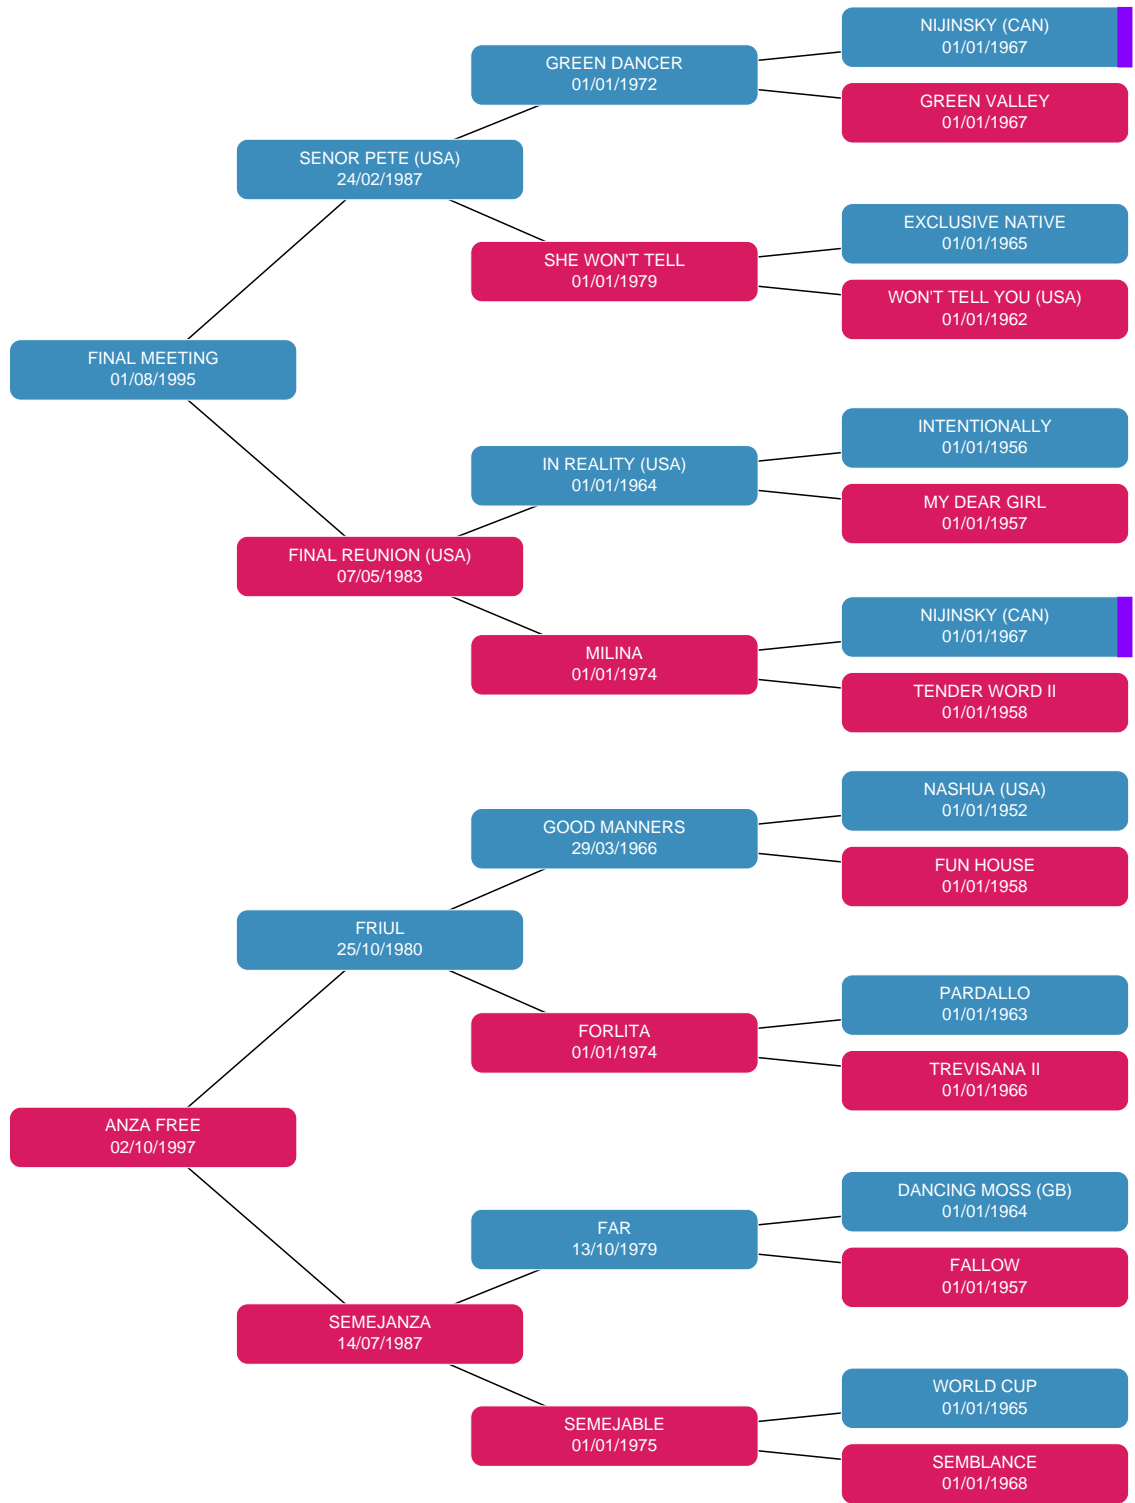 NIJINSKY (CAN)
01/01/1967
GREEN DANCER
01/01/1972
GREEN VALLEY
01/01/1967
SENOR PETE (USA)
24/02/1987
EXCLUSIVE NATIVE
01/01/1965
SHE WON'T TELL
01/01/1979
WON'T TELL YOU (USA)
01/01/1962
FINAL MEETING
01/08/1995
INTENTIONALLY
01/01/1956
IN REALITY (USA)
01/01/1964
MY DEAR GIRL
01/01/1957
FINAL REUNION (USA)
07/05/1983
NIJINSKY (CAN)
01/01/1967
MILINA
01/01/1974
TENDER WORD II
01/01/1958
NASHUA (USA)
01/01/1952
GOOD MANNERS
29/03/1966
FUN HOUSE
01/01/1958
FRIUL
25/10/1980
PARDALLO
01/01/1963
FORLITA
01/01/1974
TREVISANA II
01/01/1966
ANZA FREE
02/10/1997
DANCING MOSS (GB)
01/01/1964
FAR
13/10/1979
FALLOW
01/01/1957
SEMEJANZA
14/07/1987
WORLD CUP
01/01/1965
SEMEJABLE
01/01/1975
SEMBLANCE
01/01/1968